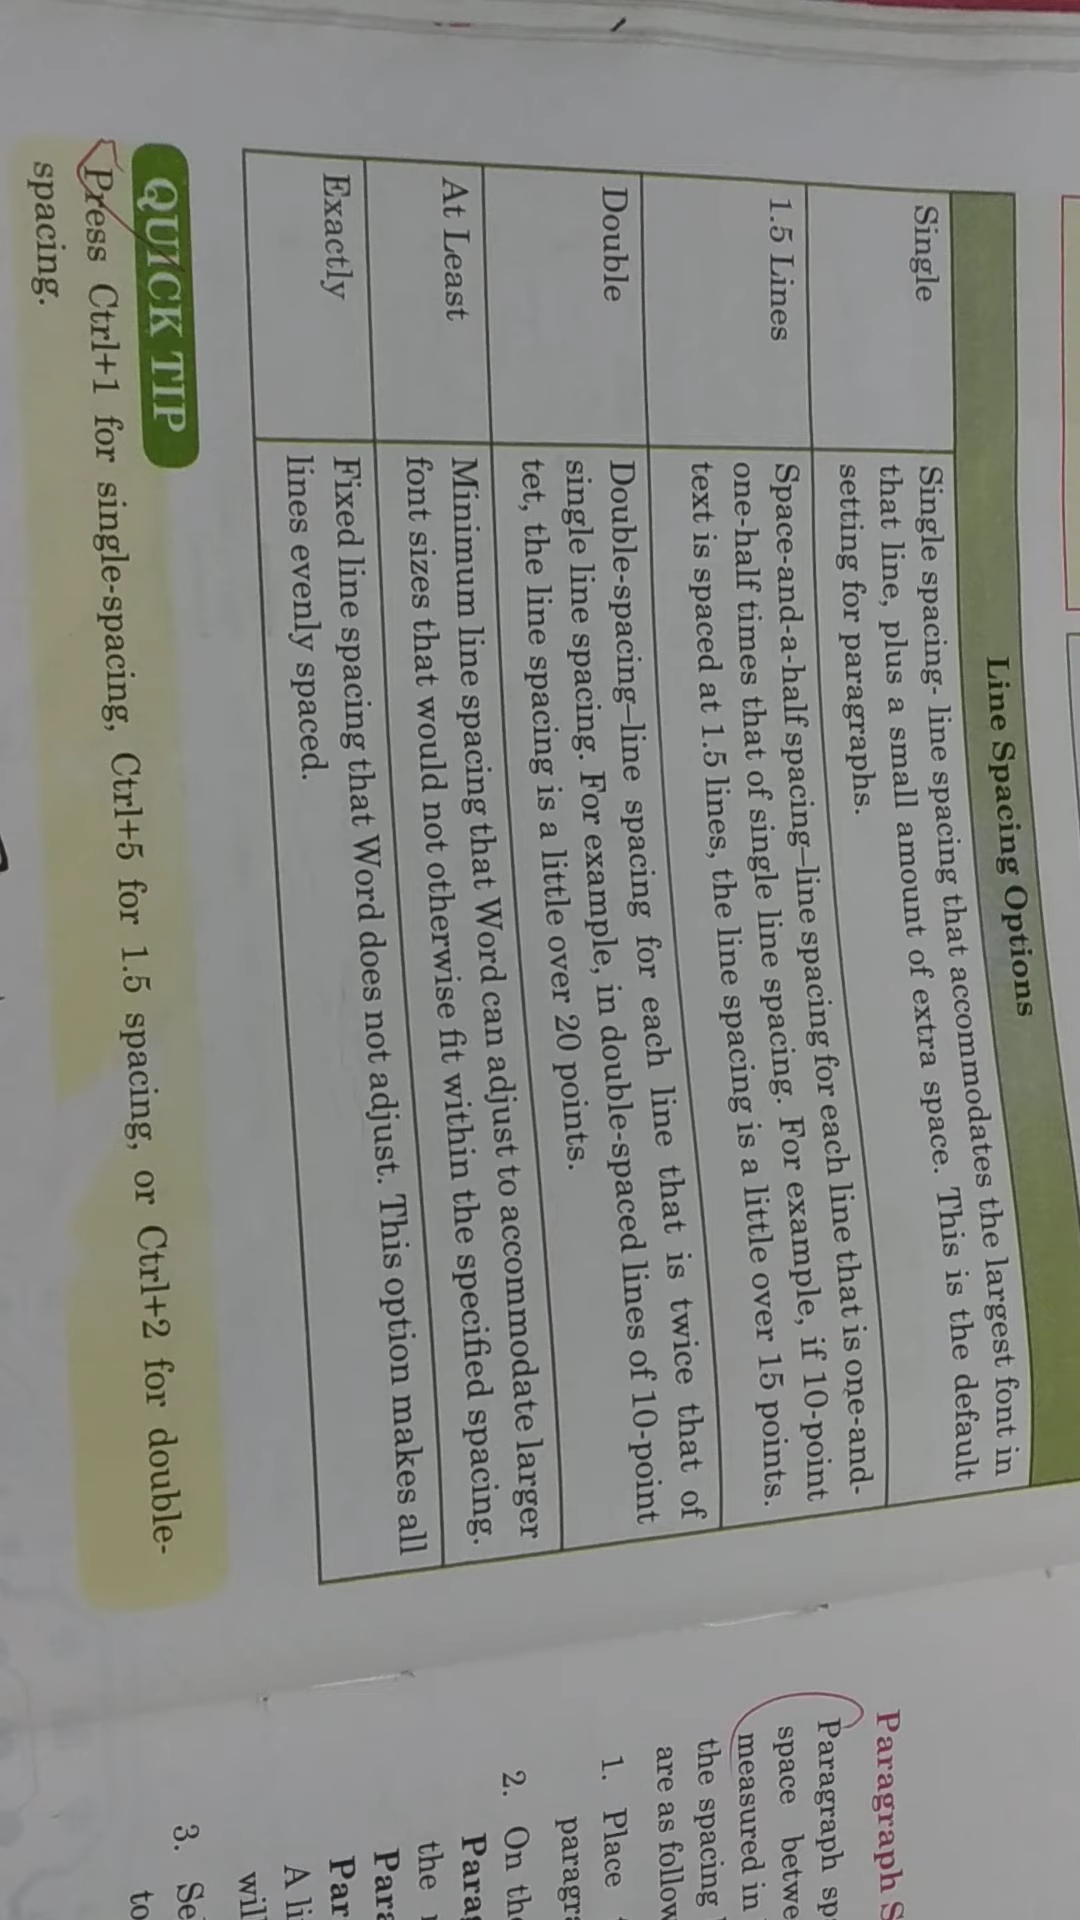 Line Spacing Options
Single
Single spacing- line spacing that accommodates the largest font in
that line, plus a small amount of extra space. This is the default
setting for paragraphs.
1.5 Lines
Space-and-a-half spacing–line spacing for each line that is one-and-
one-half times that of single line spacing. For example, if 10-point
text is spaced at 1.5 lines, the line spacing is a little over 15 points.
Double
Double-spacing–line spacing for each line that is twice that of
single line spacing. For example, in double-spaced lines of 10-point
tet, the line spacing is a little over 20 points.
At Least
Minimum line spacing that Word can adjust to accommodate larger
font sizes that would not otherwise fit within the specified spacing.
Exactly
Fixed line spacing that Word does not adjust. This option makes all
lines evenly spaced.
QUICK TIP
Press Ctrl+1 for single-spacing, Ctrl+5 for 1.5 spacing, or Ctrl+2 for double-
spacing.
Paragraph S
Paragraph sp
space betwe
measured in
the spacing
are as follow
1. Place
paragra
2. On the
Para
the
Para
Par
A li
wil
3. Se
to